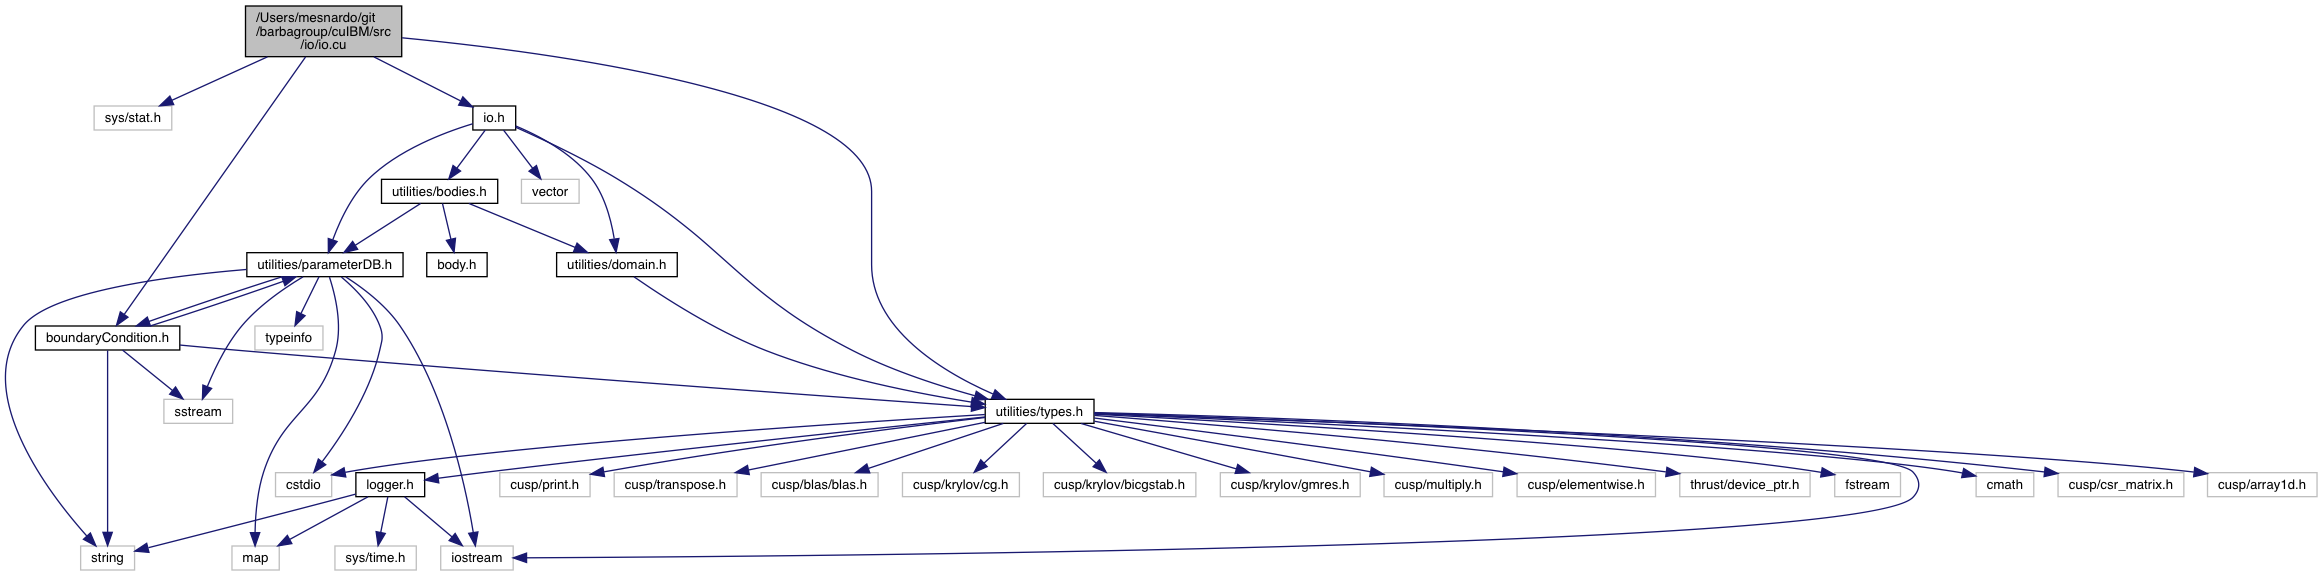 /Users/mesnardo/git
/barbagroup/cuIBM/src
/io/io.cu
sys/stat.h
io.h
utilities/bodies.h
vector
utilities/parameterDB.h
body.h
utilities/domain.h
boundaryCondition.h
typeinfo
sstream
utilities/types.h
cstdio
logger.h
cusp/print.h
cusp/transpose.h
cusp/blas/blas.h
cusp/krylov/cg.h
cusp/krylov/bicgstab.h
cusp/krylov/gmres.h
cusp/multiply.h
cusp/elementwise.h
thrust/device_ptr.h
fstream
cmath
cusp/csr_matrix.h
cusp/array1d.h
string
map
sys/time.h
iostream